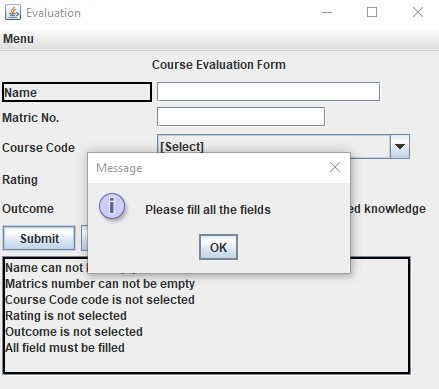 Evaluation
Menu
Course Evaluation Form
Name
Matric No.
Course Code
[Select]
Message
Rating
Please fill all the fields
Outcome
knowledge
Submit
OK
Name can not
Matrics number can not be empty
Course Code code is not selected
Rating is not selected
Outcome is not selected
All field must be filled